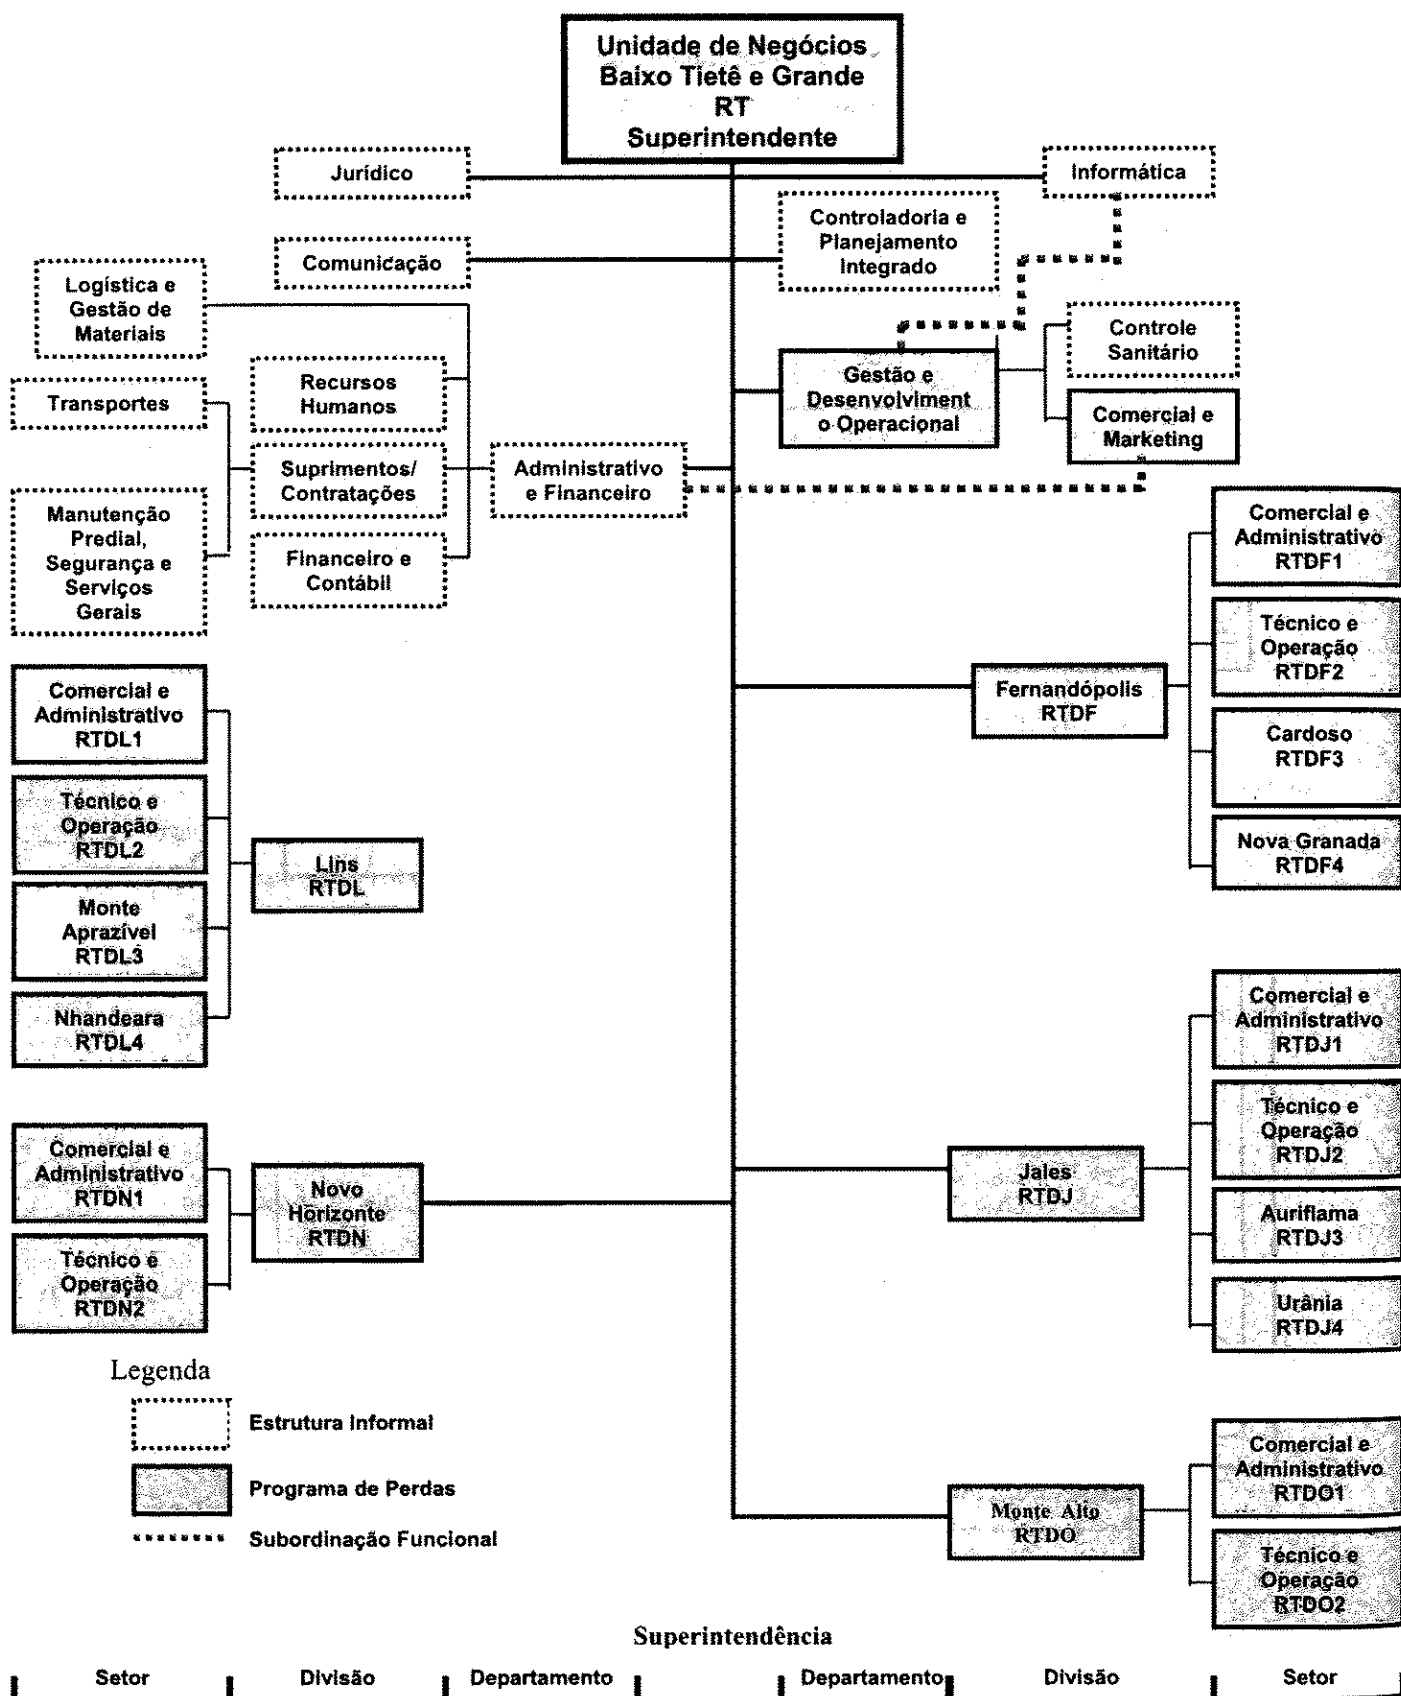 Unidade de Negócios
Baixo Tietê e Grande
RT
Superintendente
Jurídico
Informática
Controladoria e
Planejamento
Integrado
Comunicação
Logística e
Gestão de
Materiais
Controle
Sanitário
Gestão e
Desenvolviment
o Operacional
Recursos
Humanos
Transportes
Comercial e
Marketing
Suprimentos/
Contratações
Administrativo
e Financeiro
Manutenção
Predial,
Segurança e
Serviços
Gerais
Financeiro e
Contábil
Comercial e
Administrativo
RTDF1
Técnico e
Operação
RTDF2
Fernandópolis
RTDF
Cardoso
RTDF3
Nova Granada
RTDF4
Comercial e
Administrativo
RTDL1
Técnico e
Operação
RTDL2
Lins
RTDL
Monte
Aprazível
RTDL3
Nhandeara
RTDL4
Comercial e
Administrativo
RTDJ1
Técnico e
Operação
RTDJ2
Jales
RTDJ
Auriflama
RTDJ3
Urânia
RTDJ4
Comercial e
Administrativo
RTDN1
Novo
Horizonte
RTDN
Técnico e
Operação
RTDN2
Legenda
Estrutura Informal
Programa de Perdas
Subordinação Funcional
Comercial e
Administrativo
RTDO1
Monte Alto
RTDO
Técnico e
Operação
RTDO2
Superintendência
Setor Divisão Departamento Departamento Divisão Setor